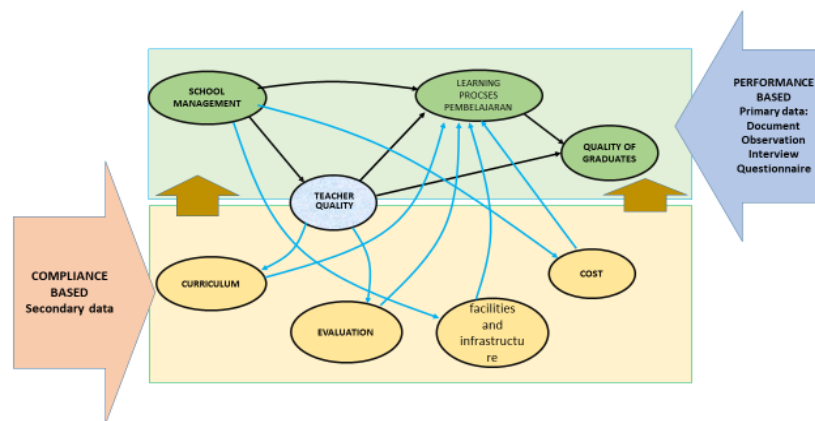 SCHOOL
MANAGEMENT
LEARNING
PROCSES
PEMBELAJARAN
QUALITY OF
GRADUATES
TEACHER
QUALITY
PERFORMANCE
BASED
Primary data:
Document
Observation
Interview
Questionnaire
COMPLIANCE
BASED
Secondary data
CURRICULUM
EVALUATION
facilities
and
infrastructu
re
COST